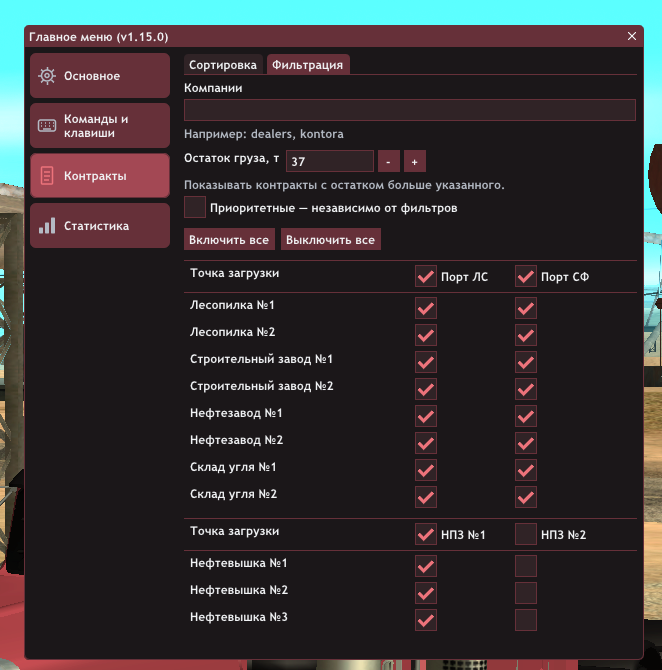 Главное меню (v1.15.0)
Основное
Команды и
клавиши
Контракты
Статистика
Сортировка Фильтрация
Компании
Например: dealers, kontora
Остаток груза, т 37 - +
Показывать контракты с остатком больше указанного.
Приоритетные — независимо от фильтров
Включить все Выключить все
Точка загрузки Порт ЛС Порт СФ
Лесопилка №1
Лесопилка №2
Строительный завод №1
Строительный завод №2
Нефтезавод №1
Нефтезавод №2
Склад угля №1
Склад угля №2
Точка загрузки НПЗ №1 НПЗ №2
Нефтевышка №1
Нефтевышка №2
Нефтевышка №3